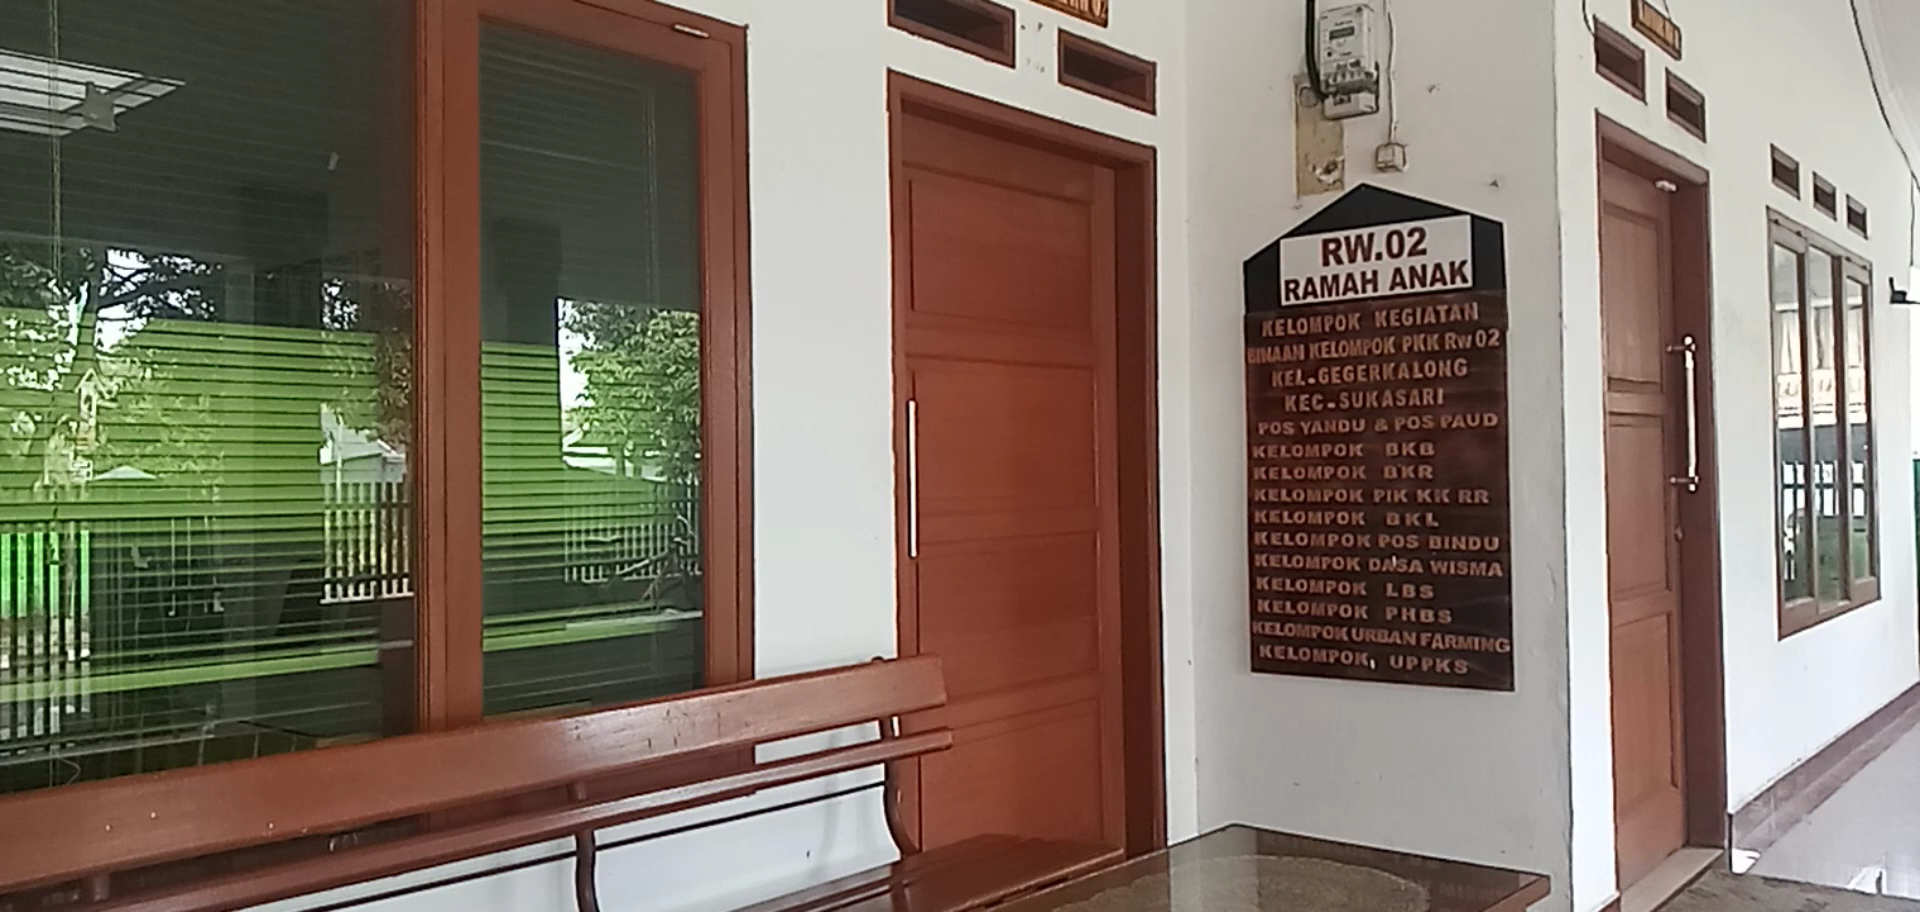 RW.02
RAMAH ANAK
KELOMPOK KEGIATAN
BINAAN KELOMPOK PKK Rw 02
KEL-GEGERKALONG
KEC-SUKASARI
POS YANDU & POS PAUD
KELOMPOK BKB
KELOMPOK BKR
KELOMPOK PIK KK RR
KELOMPOK BKL
KELOMPOK POS BINDU
KELOMPOK DASA WISMA
KELOMPOK LBS
KELOMPOK PHBS
KELOMPOK URBAN FARMING
KELOMPOK UPPKS